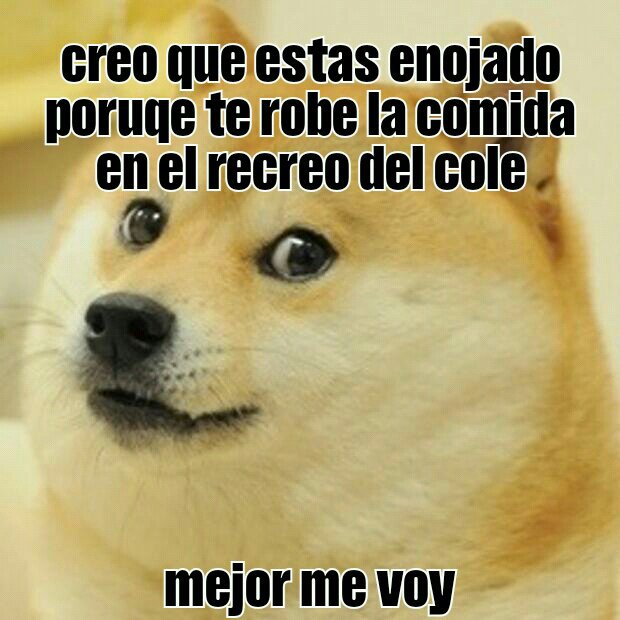 creo que estas enojado
poruqe te robe la comida
en el recreo del cole
mejor me voy